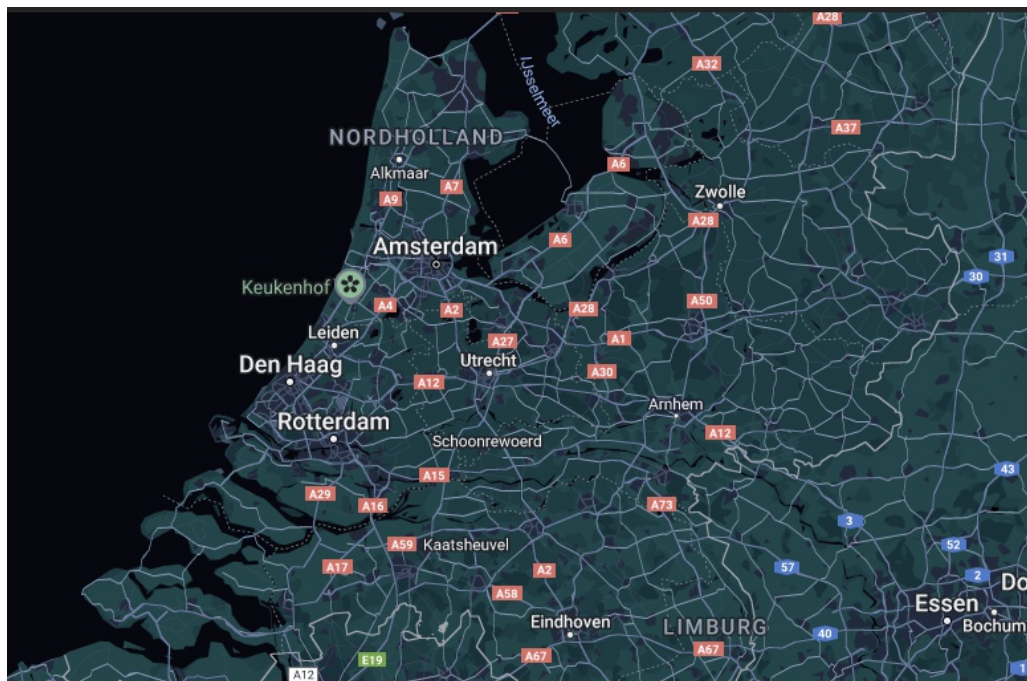 A28
A32
IJsselmeer
A37
NORDHOLLAND
A6
Alkmaar
A7
Zwolle
A9
A28
A6
Amsterdam
31
30
Keukenhof
A4
A2
A28
A50
Leiden
A27
A1
Den Haag
Utrecht
A12
A30
Arnhem
Rotterdam
A12
Schoonrewoerd
A15
43
A29
A16
A73
3
A59
Kaatsheuvel
52
A17
A2
57
2
Do
A58
Essen
Eindhoven
LIMBURG
Bochum
40
A67
A67
E19
A12
1